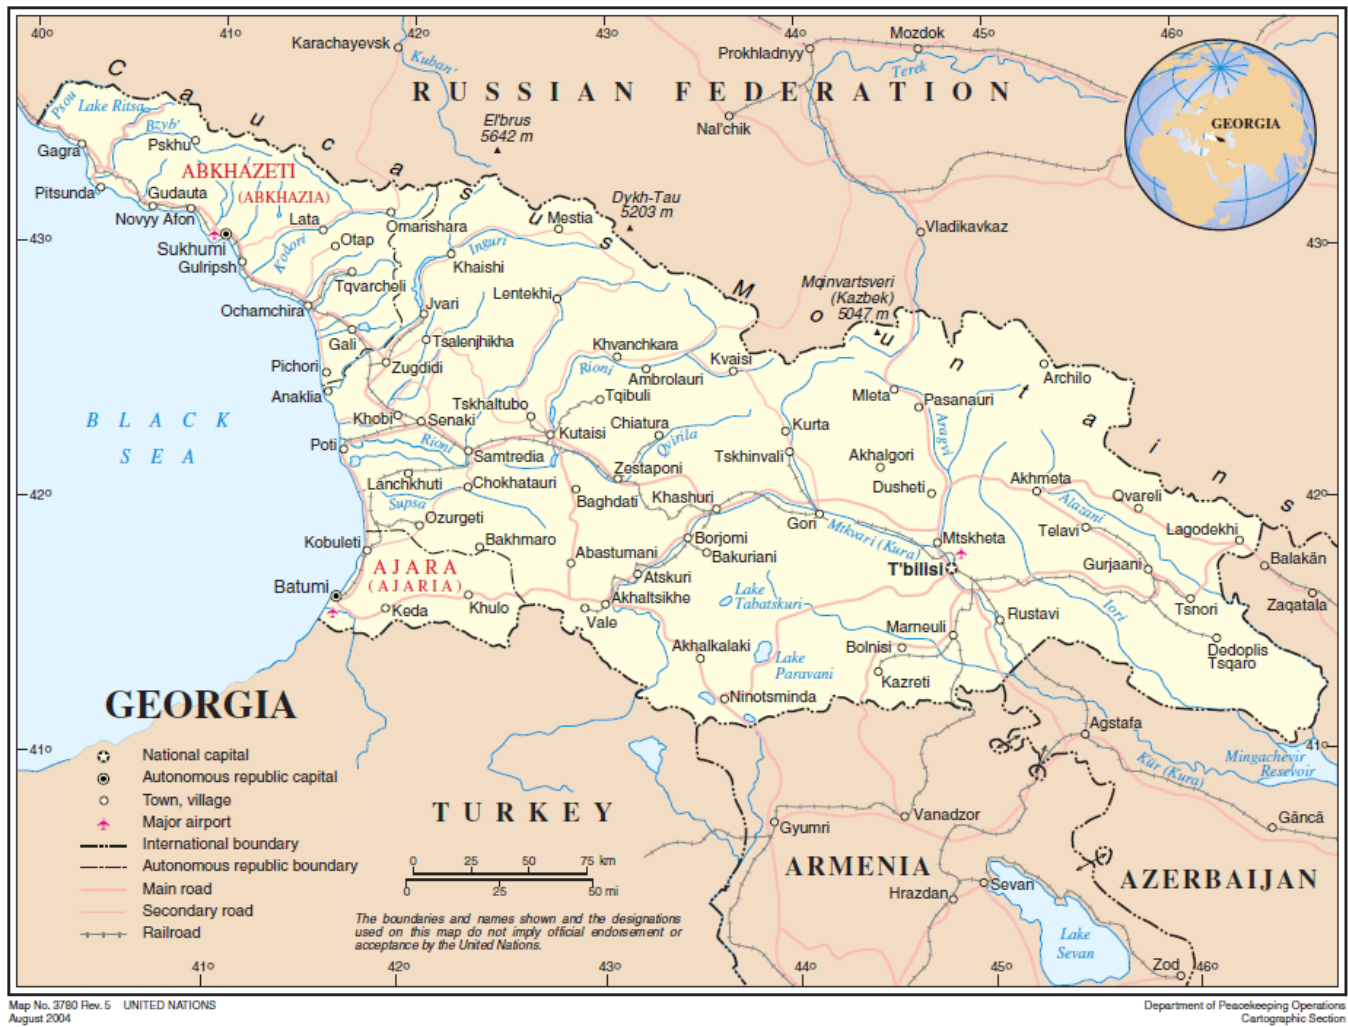 40° 41° 42° 43° 44° 45° 46°
Karachayevsk
Kuban'
Prokhladnyy
Mozdok
Terek
RUSSIAN FEDERATION
Caucasus Mountains
El'brus
5642 m
Nal'chik
GEORGIA
Psou
Lake Ritsa
Bzyb'
Pskhu
Gagra
ABKHAZETI
(ABKHAZIA)
Pitsunda
Gudauta
Novyy Afon
Lata
Omarishara
Dykh-Tau
5203 m
Mestia
Vladikavkaz
43°
43°
Sukhumi
Otap
Kodori
Inguri
Gulripsh
Khaishi
Tqvarcheli
Lentekhi
Mqinvartsveri
(Kazbek)
5047 m
Ochamchira
Jvari
Gali
Tsalenjhikha
Khvanchkara
Kvaisi
Pichori
Zugdidi
Rioni
Ambrolauri
Archilo
Anaklia
Tskhaltubo
Tqibuli
Mleta
Pasanauri
BLACK
SEA
Khobi
Senaki
Chiatura
Kurta
Aragvi
Kutaisi
Qvirila
Poti
Rioni
Samtredia
Tskhinvali
Akhalgori
Zestaponi
Lanchkhuti
Chokhatauri
Dusheti
Akhmeta
42°
42°
Baghdati
Khashuri
Alazani
Qvareli
Supsa
Ozurgeti
Gori
Mtkvari (Kura)
Telavi
Lagodekhi
Kobuleti
Bakhmaro
Borjomi
Mtskheta
Abastumani
Bakuriani
Balakän
AJARA
(AJARIA)
T'bilisi
Gurjaani
Batumi
Atskuri
Lake
Tabatskuri
Akhaltsikhe
Keda
Khulo
Vale
Rustavi
Iori
Tsnori
Zaqatala
Marneuli
Akhalkalaki
Bolnisi
Lake
Paravani
Dedoplis
Tsqaro
Kazreti
Ninotsminda
GEORGIA
Agstafa
41°
41°
Mingachevir
Resevoir
Kür (Kura)
National capital
Autonomous republic capital
Town, village
Major airport
International boundary
Autonomous republic boundary
Main road
Secondary road
Railroad
TURKEY
Gyumri
Vanadzor
Gäncä
0 25 50 75 km
0 25 50 mi
ARMENIA
AZERBAIJAN
Hrazdan
Sevan
Lake
Sevan
Zod
The boundaries and names shown and the designations
used on this map do not imply official endorsement or
acceptance by the United Nations.
41° 42° 43° 44° 45° 46°
Map No. 3780 Rev. 5 UNITED NATIONS
August 2004
Department of Peacekeeping Operations
Cartographic Section